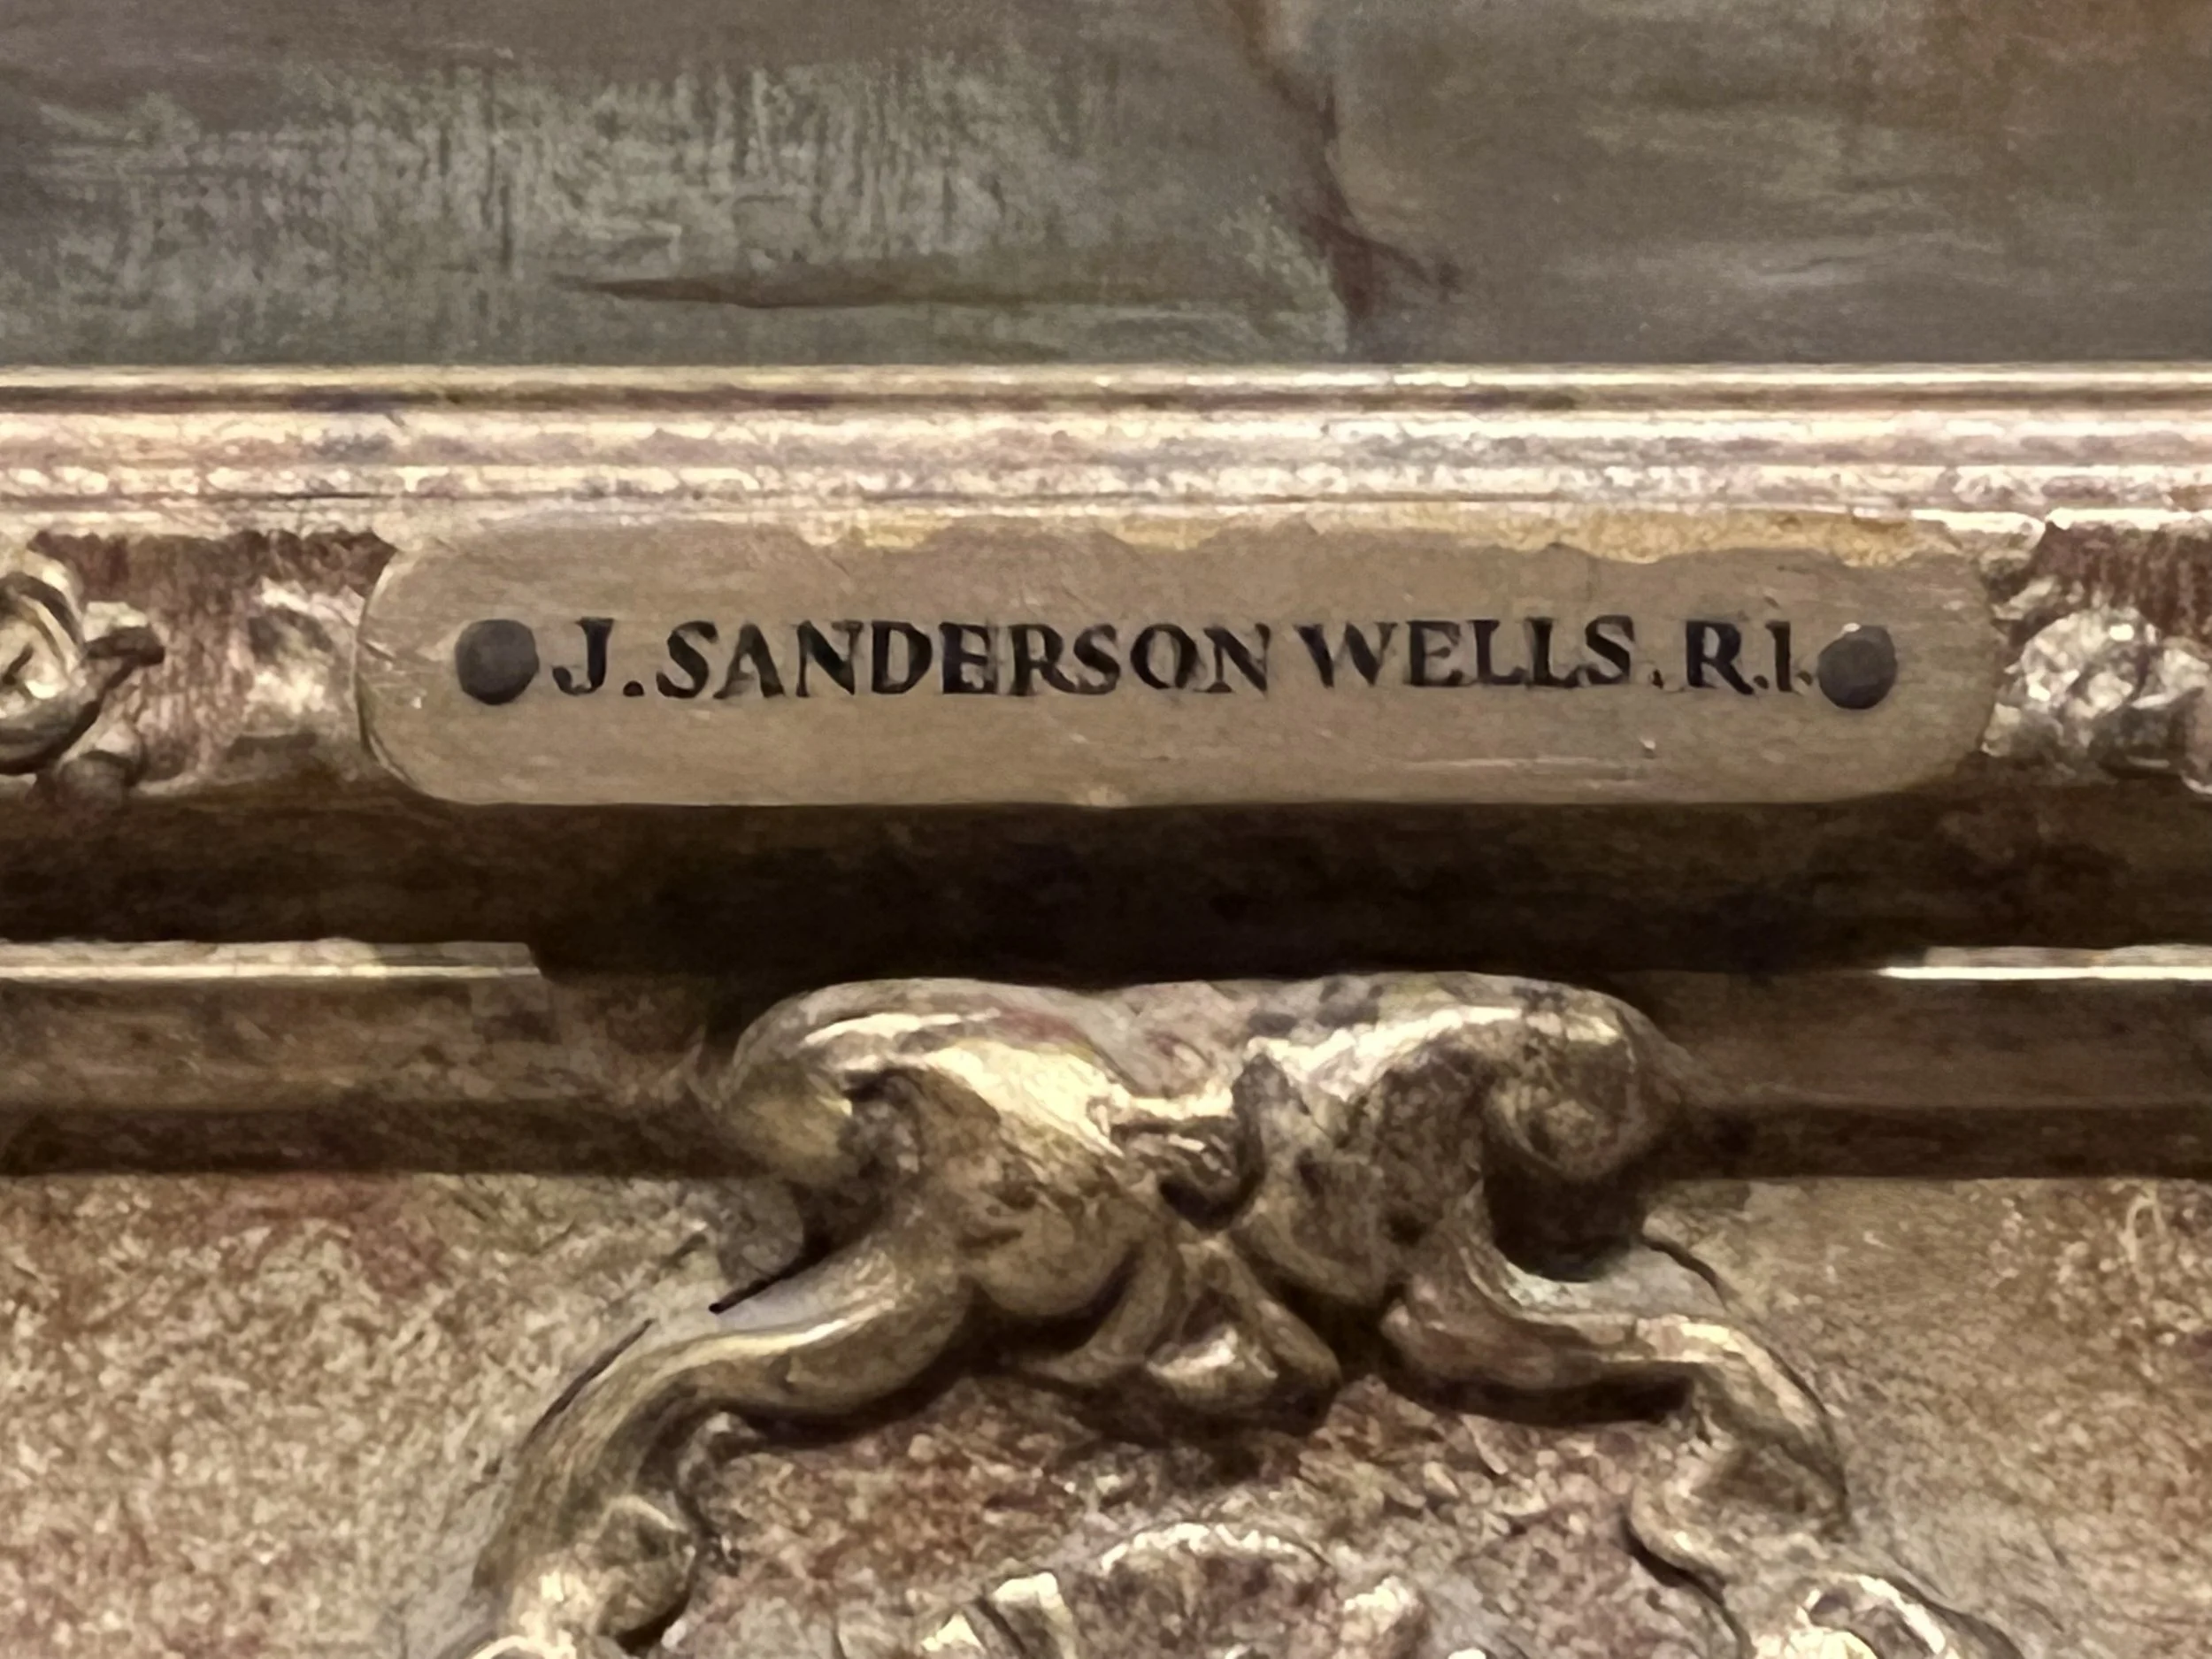 J. SANDERSON WELLS. R.I.